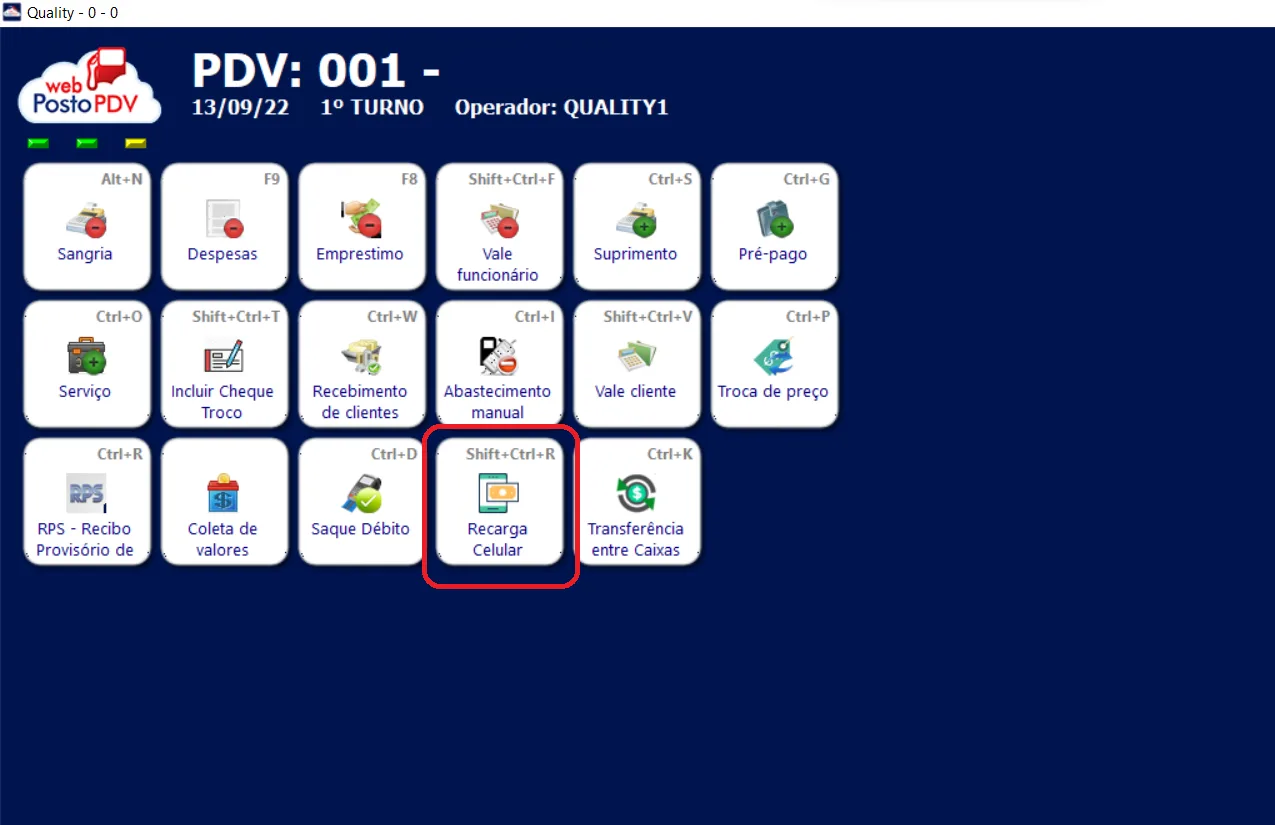 Quality - 0 - 0
web
PostoPDV
PDV: 001 -
13/09/22 1º TURNO Operador: QUALITY1
Alt+N
Sangria
F9
Despesas
F8
Emprestimo
Shift+Ctrl+F
Vale
funcionário
Ctrl+S
Suprimento
Ctrl+G
Pré-pago
Ctrl+O
Serviço
Shift+Ctrl+T
Incluir Cheque
Troco
Ctrl+W
Recebimento
de clientes
Ctrl+I
Abastecimento
manual
Shift+Ctrl+V
Vale cliente
Ctrl+P
Troca de preço
Ctrl+R
RPS
RPS - Recibo
Provisório de
Coleta de
valores
Ctrl+D
Saque Débito
Shift+Ctrl+R
Recarga
Celular
Ctrl+K
Transferência
entre Caixas